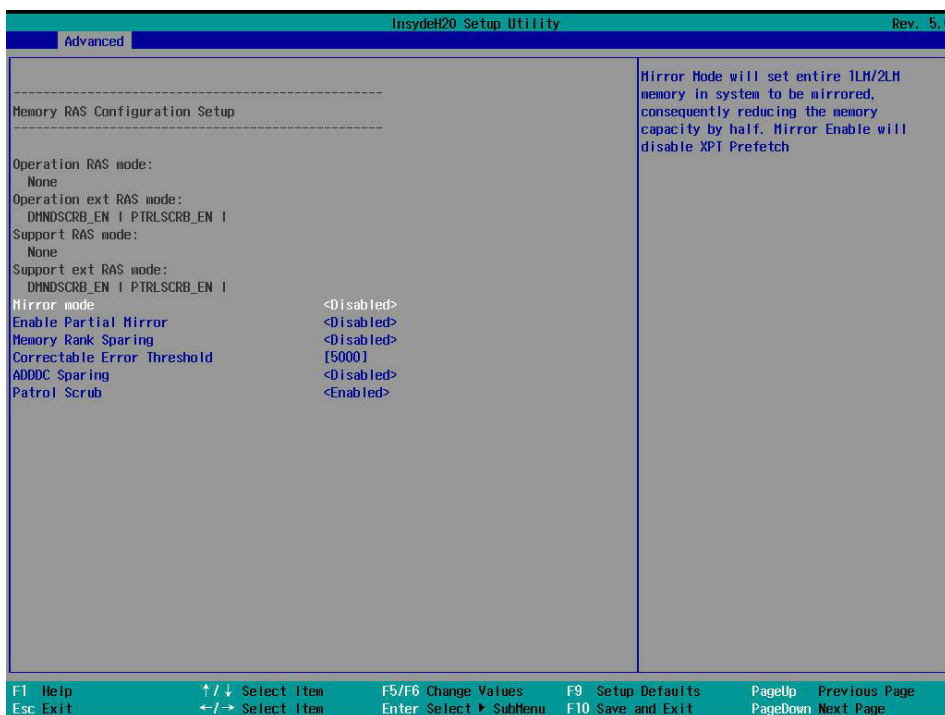 InsydeH20 Setup Utility Rev. 5.
Advanced
Mirror Mode will set entire 1LM/2LM
memory in system to be mirrored,
consequently reducing the memory
capacity by half. Mirror Enable will
disable XPT Prefetch
------------------------------------------------
Memory RAS Configuration Setup
------------------------------------------------
Operation RAS mode:
None
Operation ext RAS mode:
DMNDSCRB_EN | PTRLSCRB_EN |
Support RAS mode:
None
Support ext RAS mode:
DMNDSCRB_EN | PTRLSCRB_EN |
Mirror mode <Disabled>
Enable Partial Mirror <Disabled>
Memory Rank Sparing <Disabled>
Correctable Error Threshold [5000]
ADDDC Sparing <Disabled>
Patrol Scrub <Enabled>
F1 Help ↑/↓ Select Item F5/F6 Change Values F9 Setup Defaults PageUp Previous Page
Esc Exit ←/→ Select Item Enter Select ▶ SubMenu F10 Save and Exit PageDown Next Page